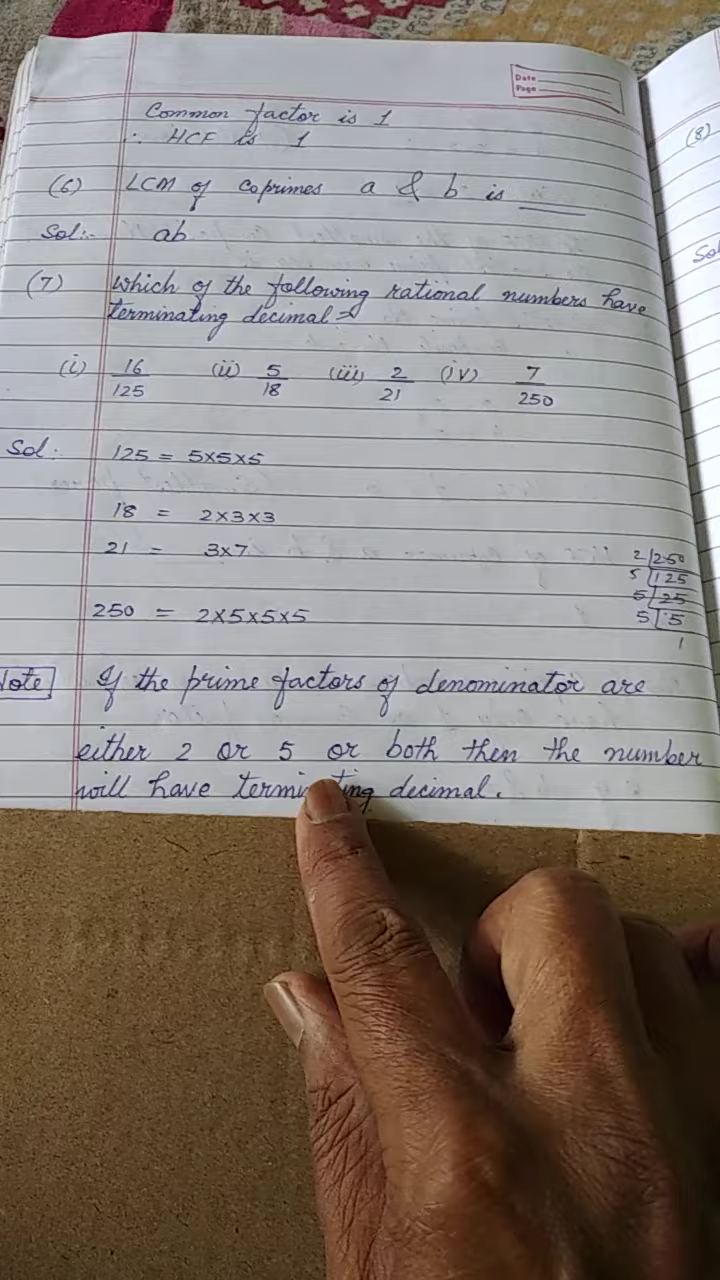 Date
Page
Common factor is 1
∴ HCF is 1
(8)
(6) LCM of coprimes a & b is ____
Sol:- ab
Sol
(7) which of the following rational numbers have
terminating decimal ⇒
(i) 16/125 (ii) 5/18 (iii) 2/21 (iv) 7/250
Sol: 125 = 5×5×5
18 = 2×3×3
21 = 3×7
250 = 2×5×5×5
2 | 250
5 | 125
5 | 25
5 | 5
1
Note If the prime factors of denominator are
either 2 or 5 or both then the number
will have terminating decimal.